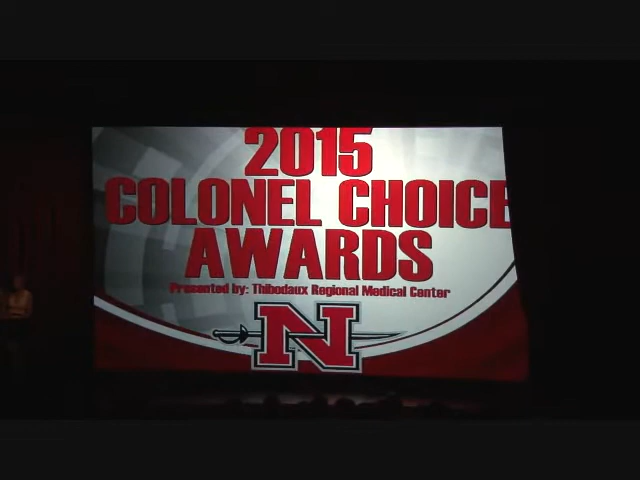 2015
COLONEL CHOICE
AWARDS
Presented by: Thibodaux Regional Medical Center
N